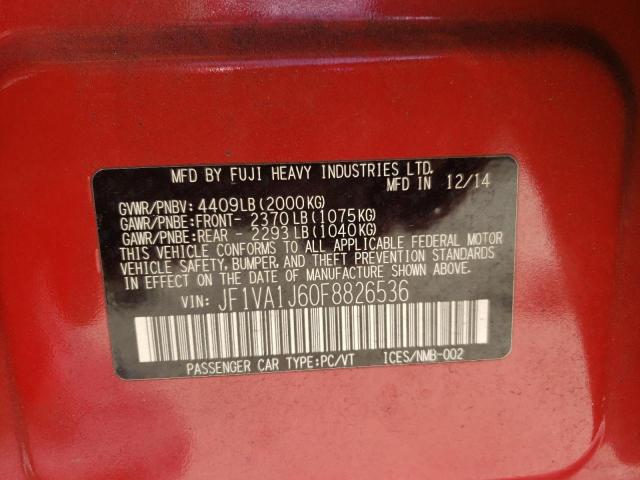 MFD BY FUJI HEAVY INDUSTRIES LTD.
MFD IN 12/14
GVWR/PNBV: 4409LB (2000KG)
GAWR/PNBE:FRONT- 2370LB (1075KG)
GAWR/PNBE:REAR - 2293LB (1040KG)
THIS VEHICLE CONFORMS TO ALL APPLICABLE FEDERAL MOTOR
VEHICLE SAFETY, BUMPER, AND THEFT PREVENTION STANDARDS
IN EFFECT ON THE DATE OF MANUFACTURE SHOWN ABOVE.
VIN: JF1VA1J60F8826536
PASSENGER CAR TYPE:PC/VT ICES/NMB-002